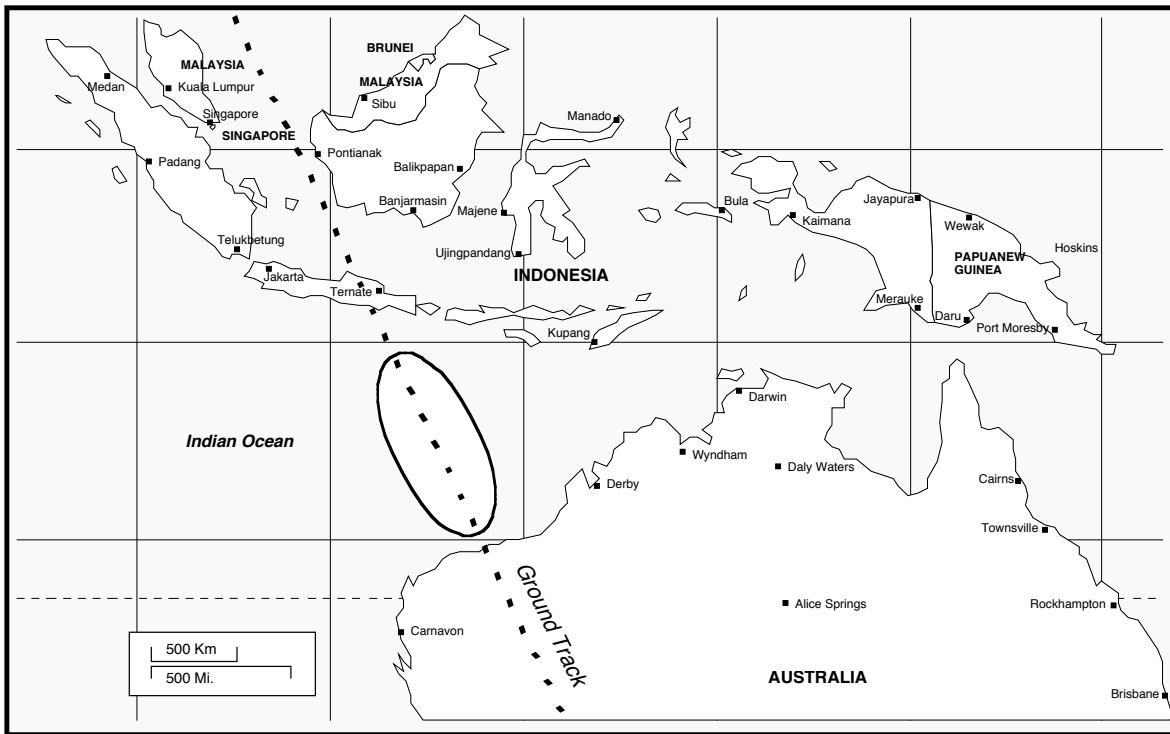 BRUNEI
MALAYSIA
MALAYSIA
Medan
Kuala Lumpur
Sibu
Singapore
SINGAPORE
Manado
Pontianak
Padang
Balikpapan
Banjarmasin
Majene
Bula
Kaimana
Jayapura
Wewak
Telukbetung
Ujingpandang
Hoskins
INDONESIA
PAPUANEW
GUINEA
Jakarta
Ternate
Merauke
Daru
Port Moresby
Kupang
Darwin
Indian Ocean
Wyndham
Daly Waters
Derby
Cairns
Townsville
Ground Track
Alice Springs
Rockhampton
Carnavon
500 Km
500 Mi.
AUSTRALIA
Brisbane